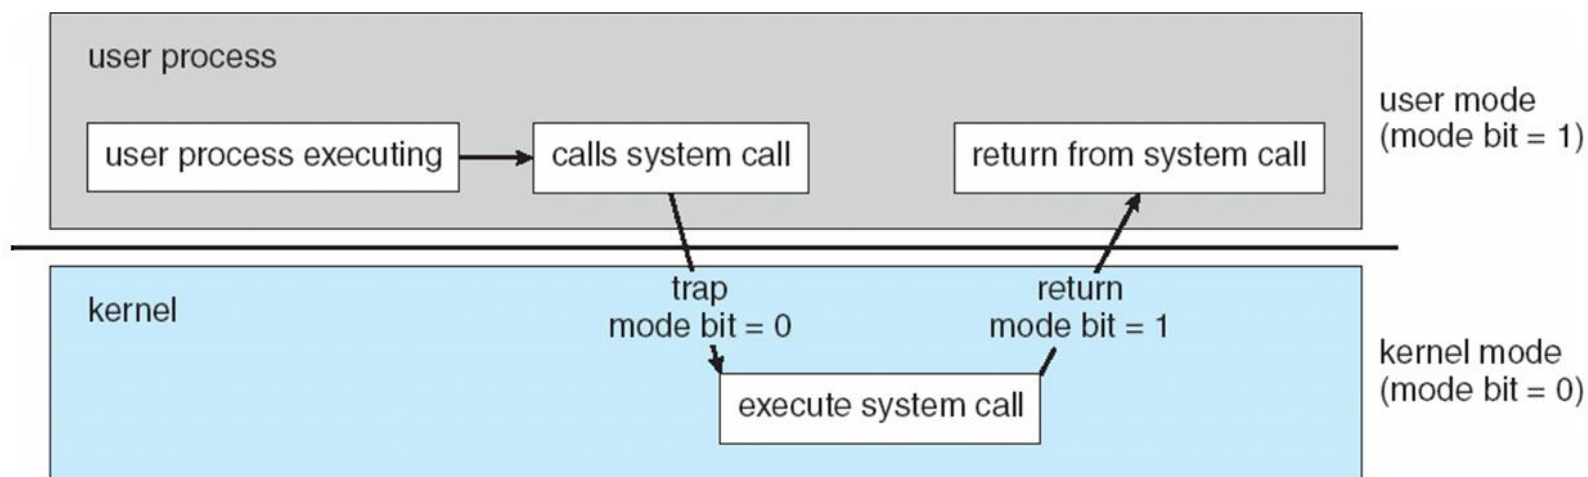 user process
user process executing
calls system call
return from system call
user mode
(mode bit = 1)
kernel
trap
mode bit = 0
return
mode bit = 1
execute system call
kernel mode
(mode bit = 0)